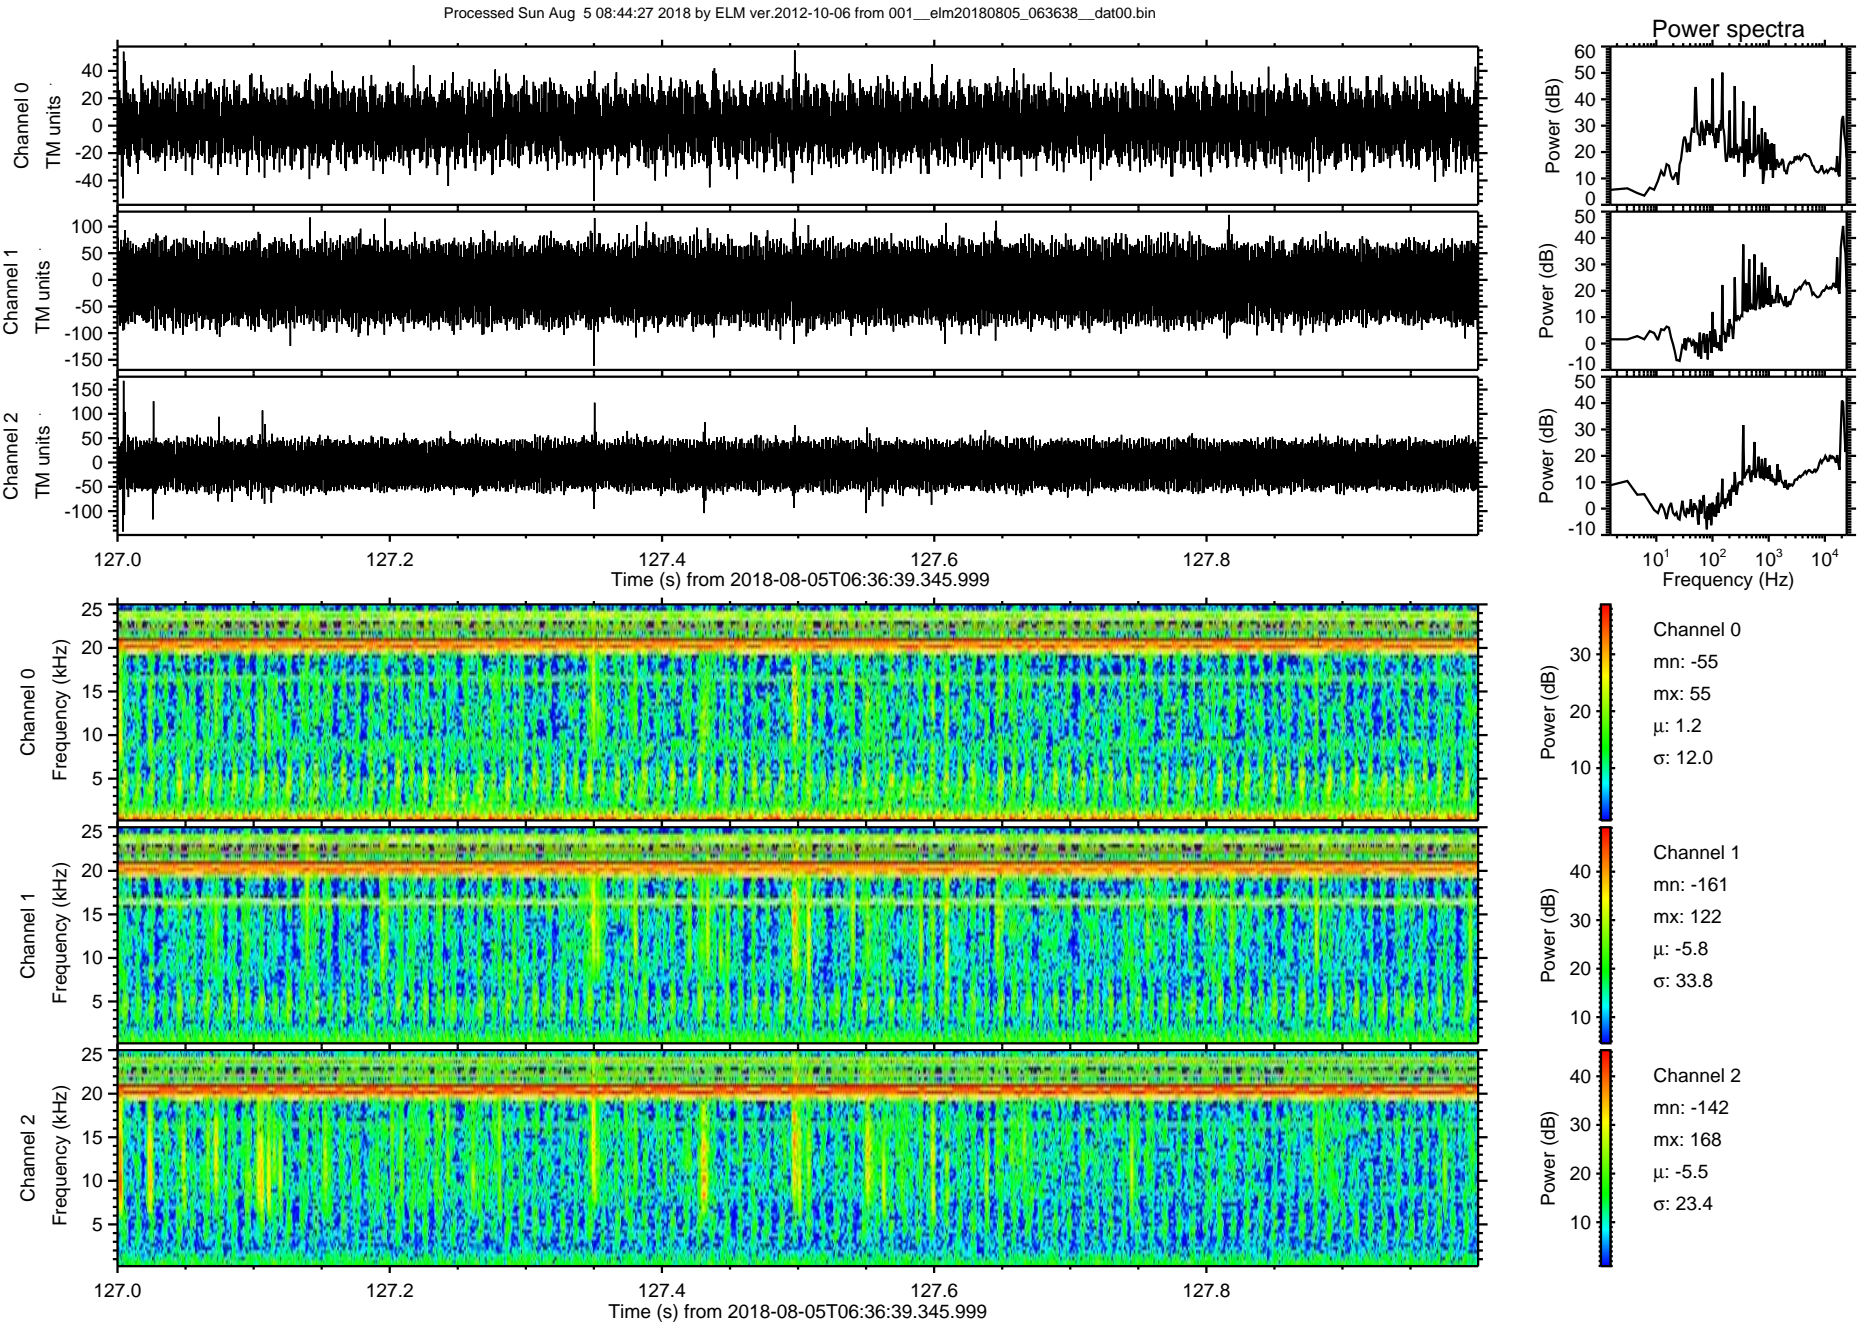 Processed Sun Aug  5 08:44:27 2018 by ELM ver.2012-10-06 from 001__elm20180805_063638__dat00.bin
Power spectra
Channel 0
TM units
40
20
0
-20
-40
Power (dB)
60
50
40
30
20
10
0
Channel 1
TM units
100
50
0
-50
-100
-150
Power (dB)
50
40
30
20
10
0
-10
Channel 2
TM units
150
100
50
0
-50
-100
Power (dB)
50
40
30
20
10
0
-10
127.0 127.2 127.4 127.6 127.8
Time (s) from 2018-08-05T06:36:39.345.999
10^1 10^2 10^3 10^4
Frequency (Hz)
Channel 0
Frequency (kHz)
25
20
15
10
5
Power (dB)
30
20
10
Channel 0
mn: -55
mx: 55
μ: 1.2
σ: 12.0
Channel 1
Frequency (kHz)
25
20
15
10
5
Power (dB)
40
30
20
10
Channel 1
mn: -161
mx: 122
μ: -5.8
σ: 33.8
Channel 2
Frequency (kHz)
25
20
15
10
5
Power (dB)
40
30
20
10
Channel 2
mn: -142
mx: 168
μ: -5.5
σ: 23.4
127.0 127.2 127.4 127.6 127.8
Time (s) from 2018-08-05T06:36:39.345.999